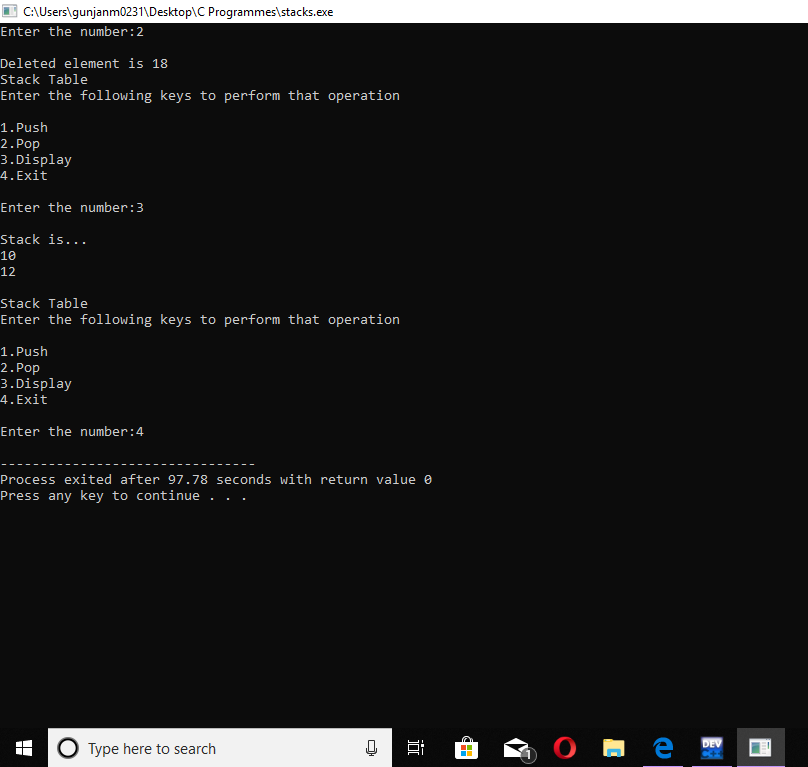 C:\Users\gunjanm0231\Desktop\C Programmes\stacks.exe
Enter the number:2
Deleted element is 18
Stack Table
Enter the following keys to perform that operation
1.Push
2.Pop
3.Display
4.Exit
Enter the number:3
Stack is...
10
12
Stack Table
Enter the following keys to perform that operation
1.Push
2.Pop
3.Display
4.Exit
Enter the number:4
--------------------------------
Process exited after 97.78 seconds with return value 0
Press any key to continue . . .
Type here to search
1
DEV